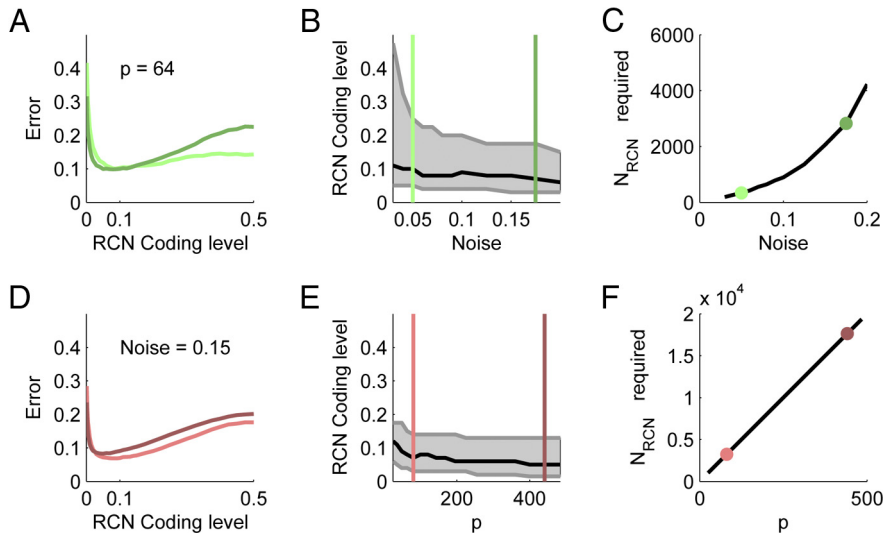 A
p = 64
Error
0.4
0.3
0.2
0.1
0
0 0.1 0.5
RCN Coding level
B
RCN Coding level
0.4
0.3
0.2
0.1
0
0.05 0.1 0.15
Noise
C
N_RCN required
6000
4000
2000
0
0 0.1 0.2
Noise
D
Noise = 0.15
Error
0.4
0.3
0.2
0.1
0
0 0.1 0.5
RCN Coding level
E
RCN Coding level
0.4
0.3
0.2
0.1
0
200 400
p
F
x 10^4
N_RCN required
2
1.5
1
0.5
0
0 500
p